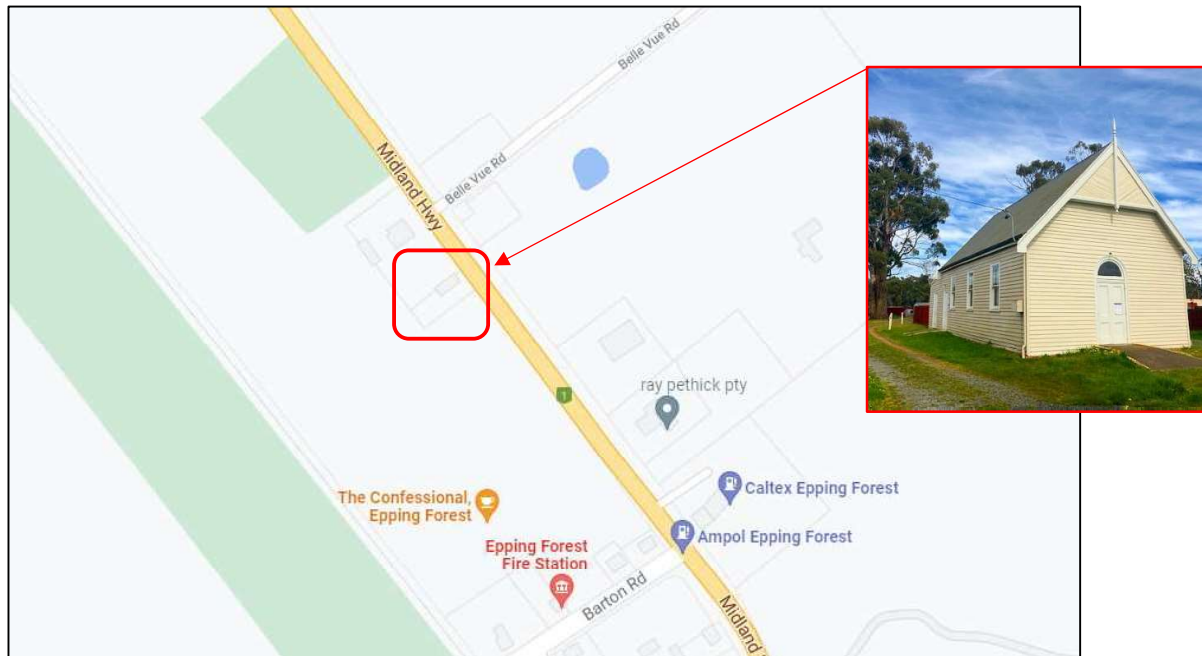 Belle Vue Rd
Midland Hwy
Belle Vue Rd
1
ray pethick pty
The Confessional,
Epping Forest
Caltex Epping Forest
Ampol Epping Forest
Epping Forest
Fire Station
Barton Rd
Midland